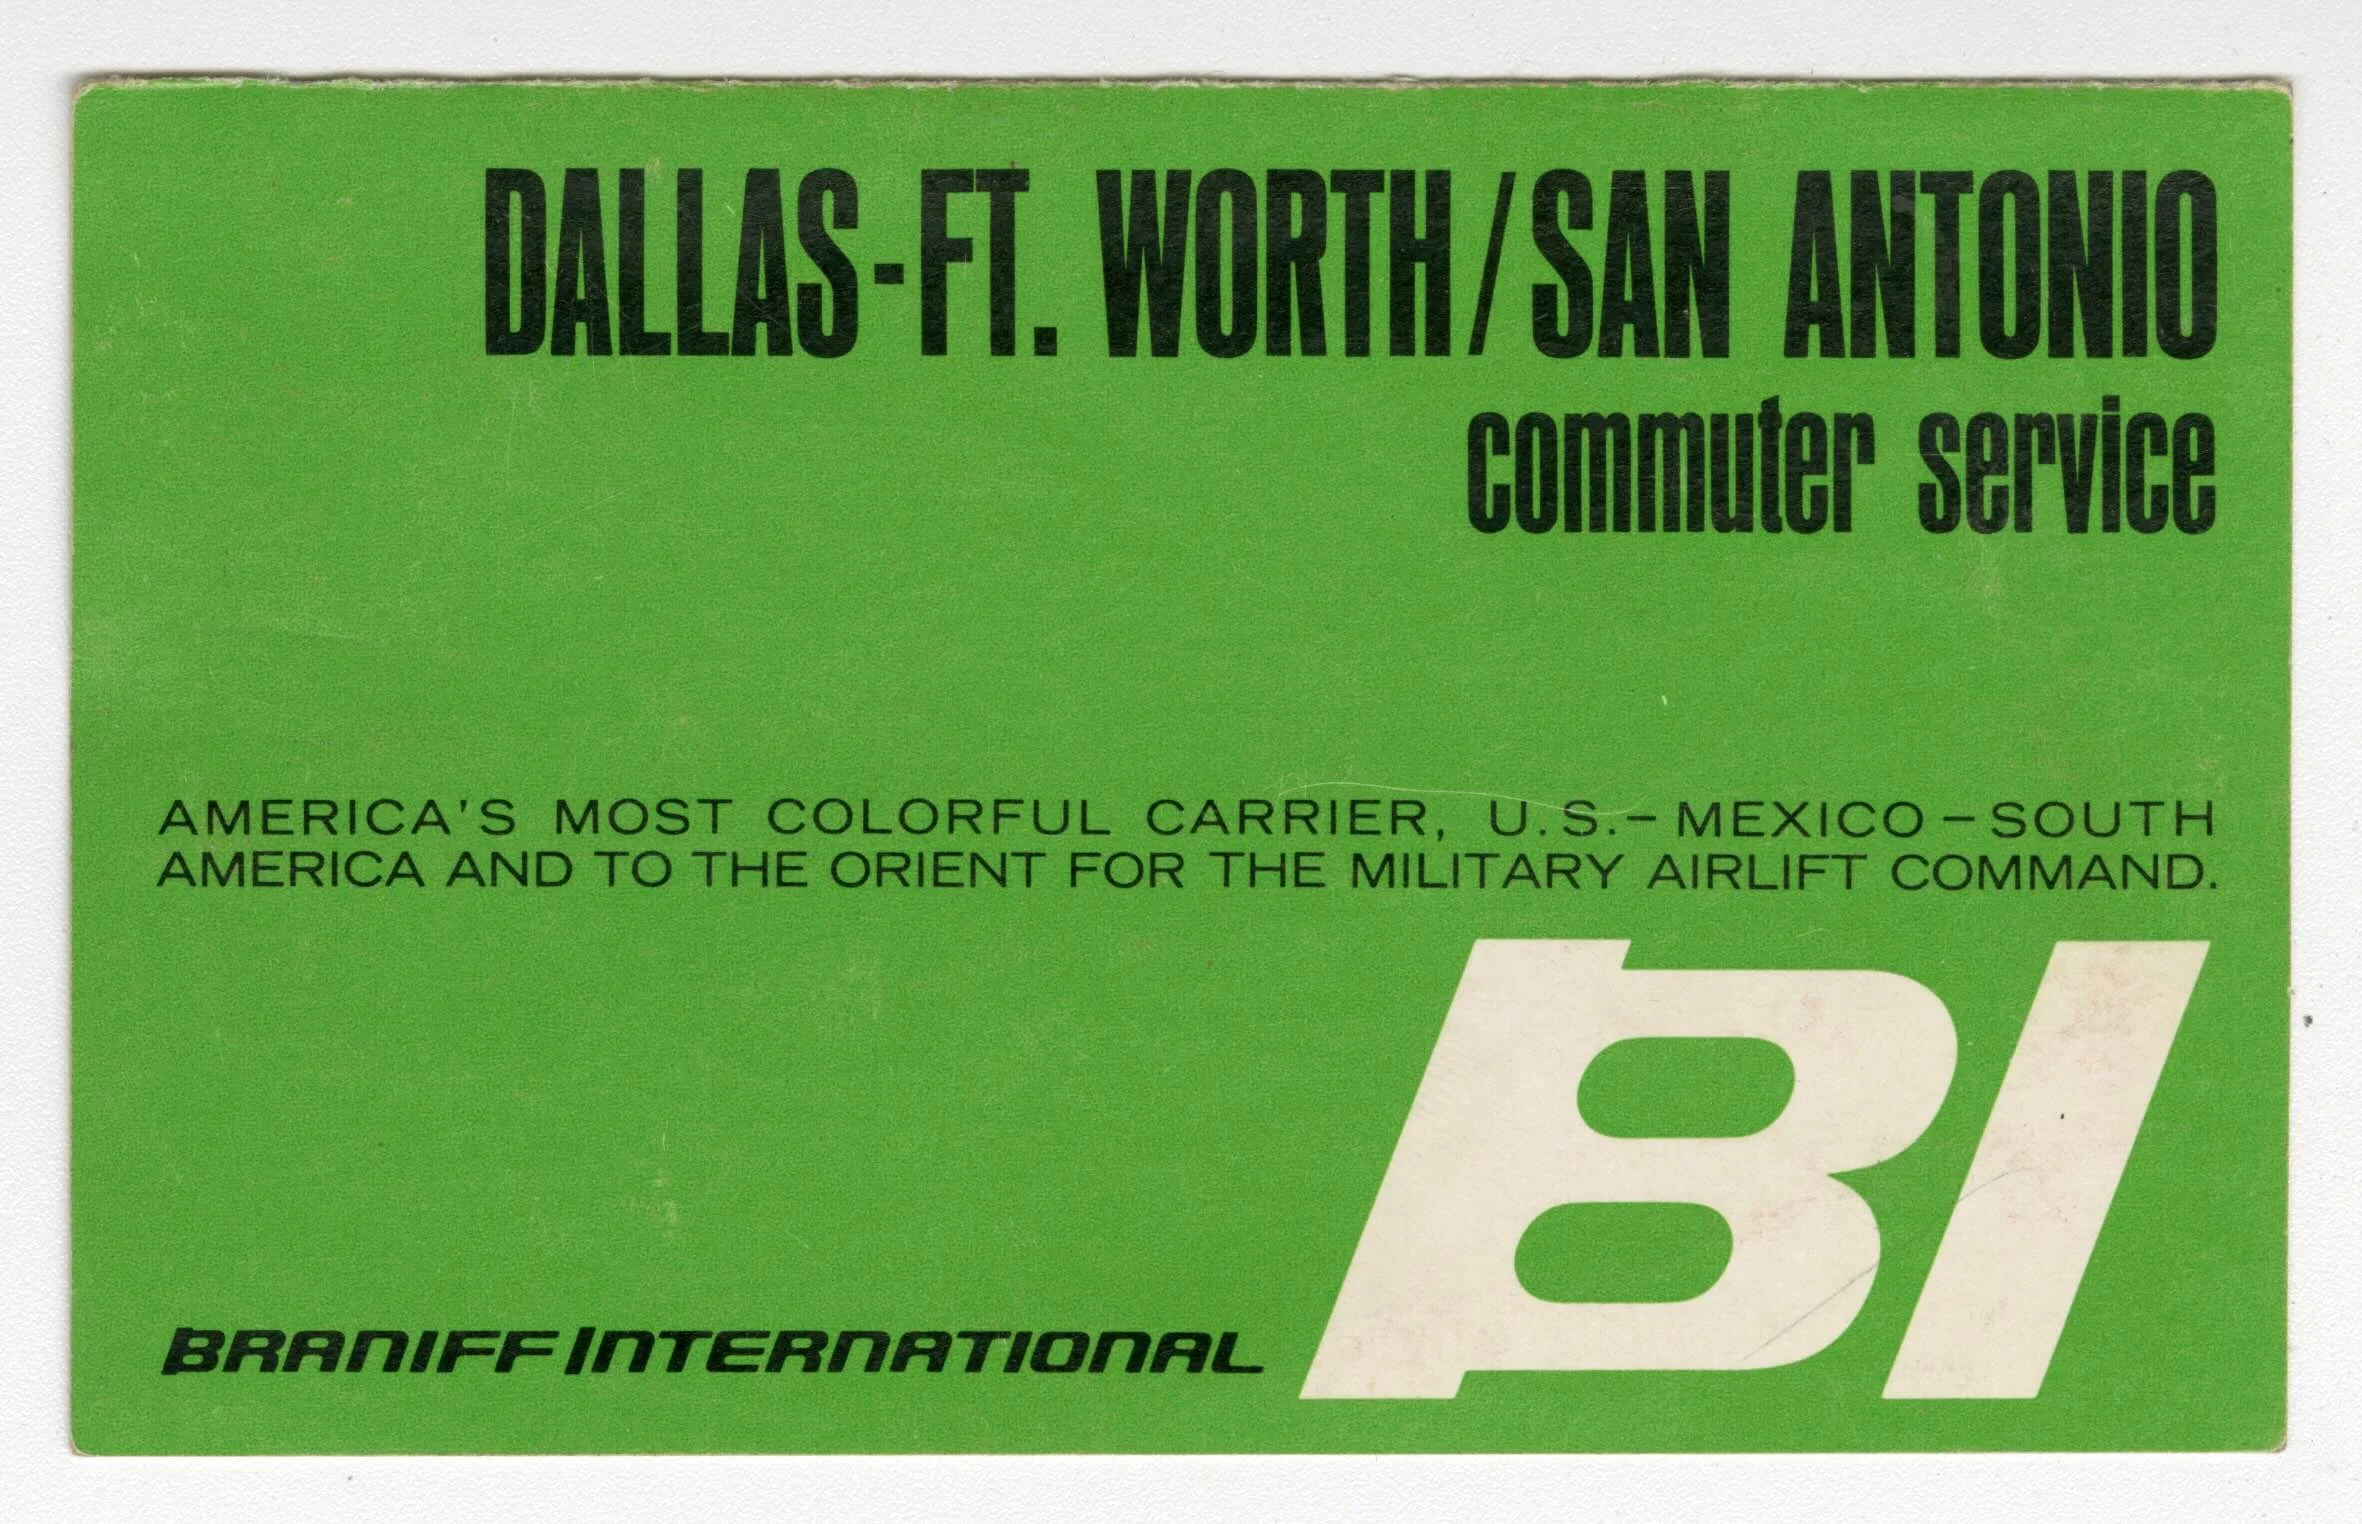 DALLAS-FT. WORTH/SAN ANTONIO
commuter service
AMERICA'S MOST COLORFUL CARRIER, U.S.–MEXICO–SOUTH
AMERICA AND TO THE ORIENT FOR THE MILITARY AIRLIFT COMMAND.
BI
BRANIFF INTERNATIONAL